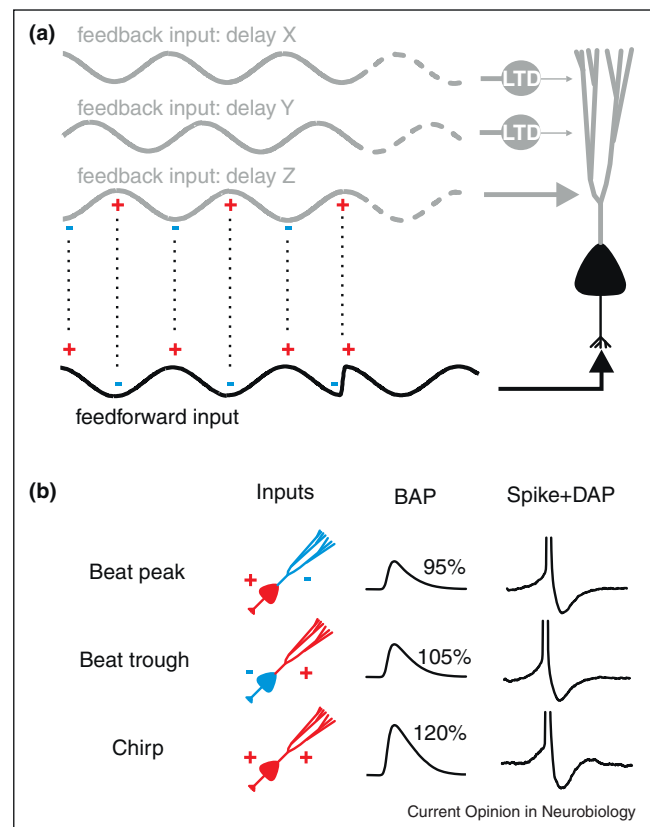 (a)
feedback input: delay X
LTD
feedback input: delay Y
LTD
feedback input: delay Z
+ + +
- - -
+ + + +
- - -
feedforward input
(b)
Inputs BAP Spike+DAP
Beat peak + - 95%
Beat trough - + 105%
Chirp + + 120%
Current Opinion in Neurobiology